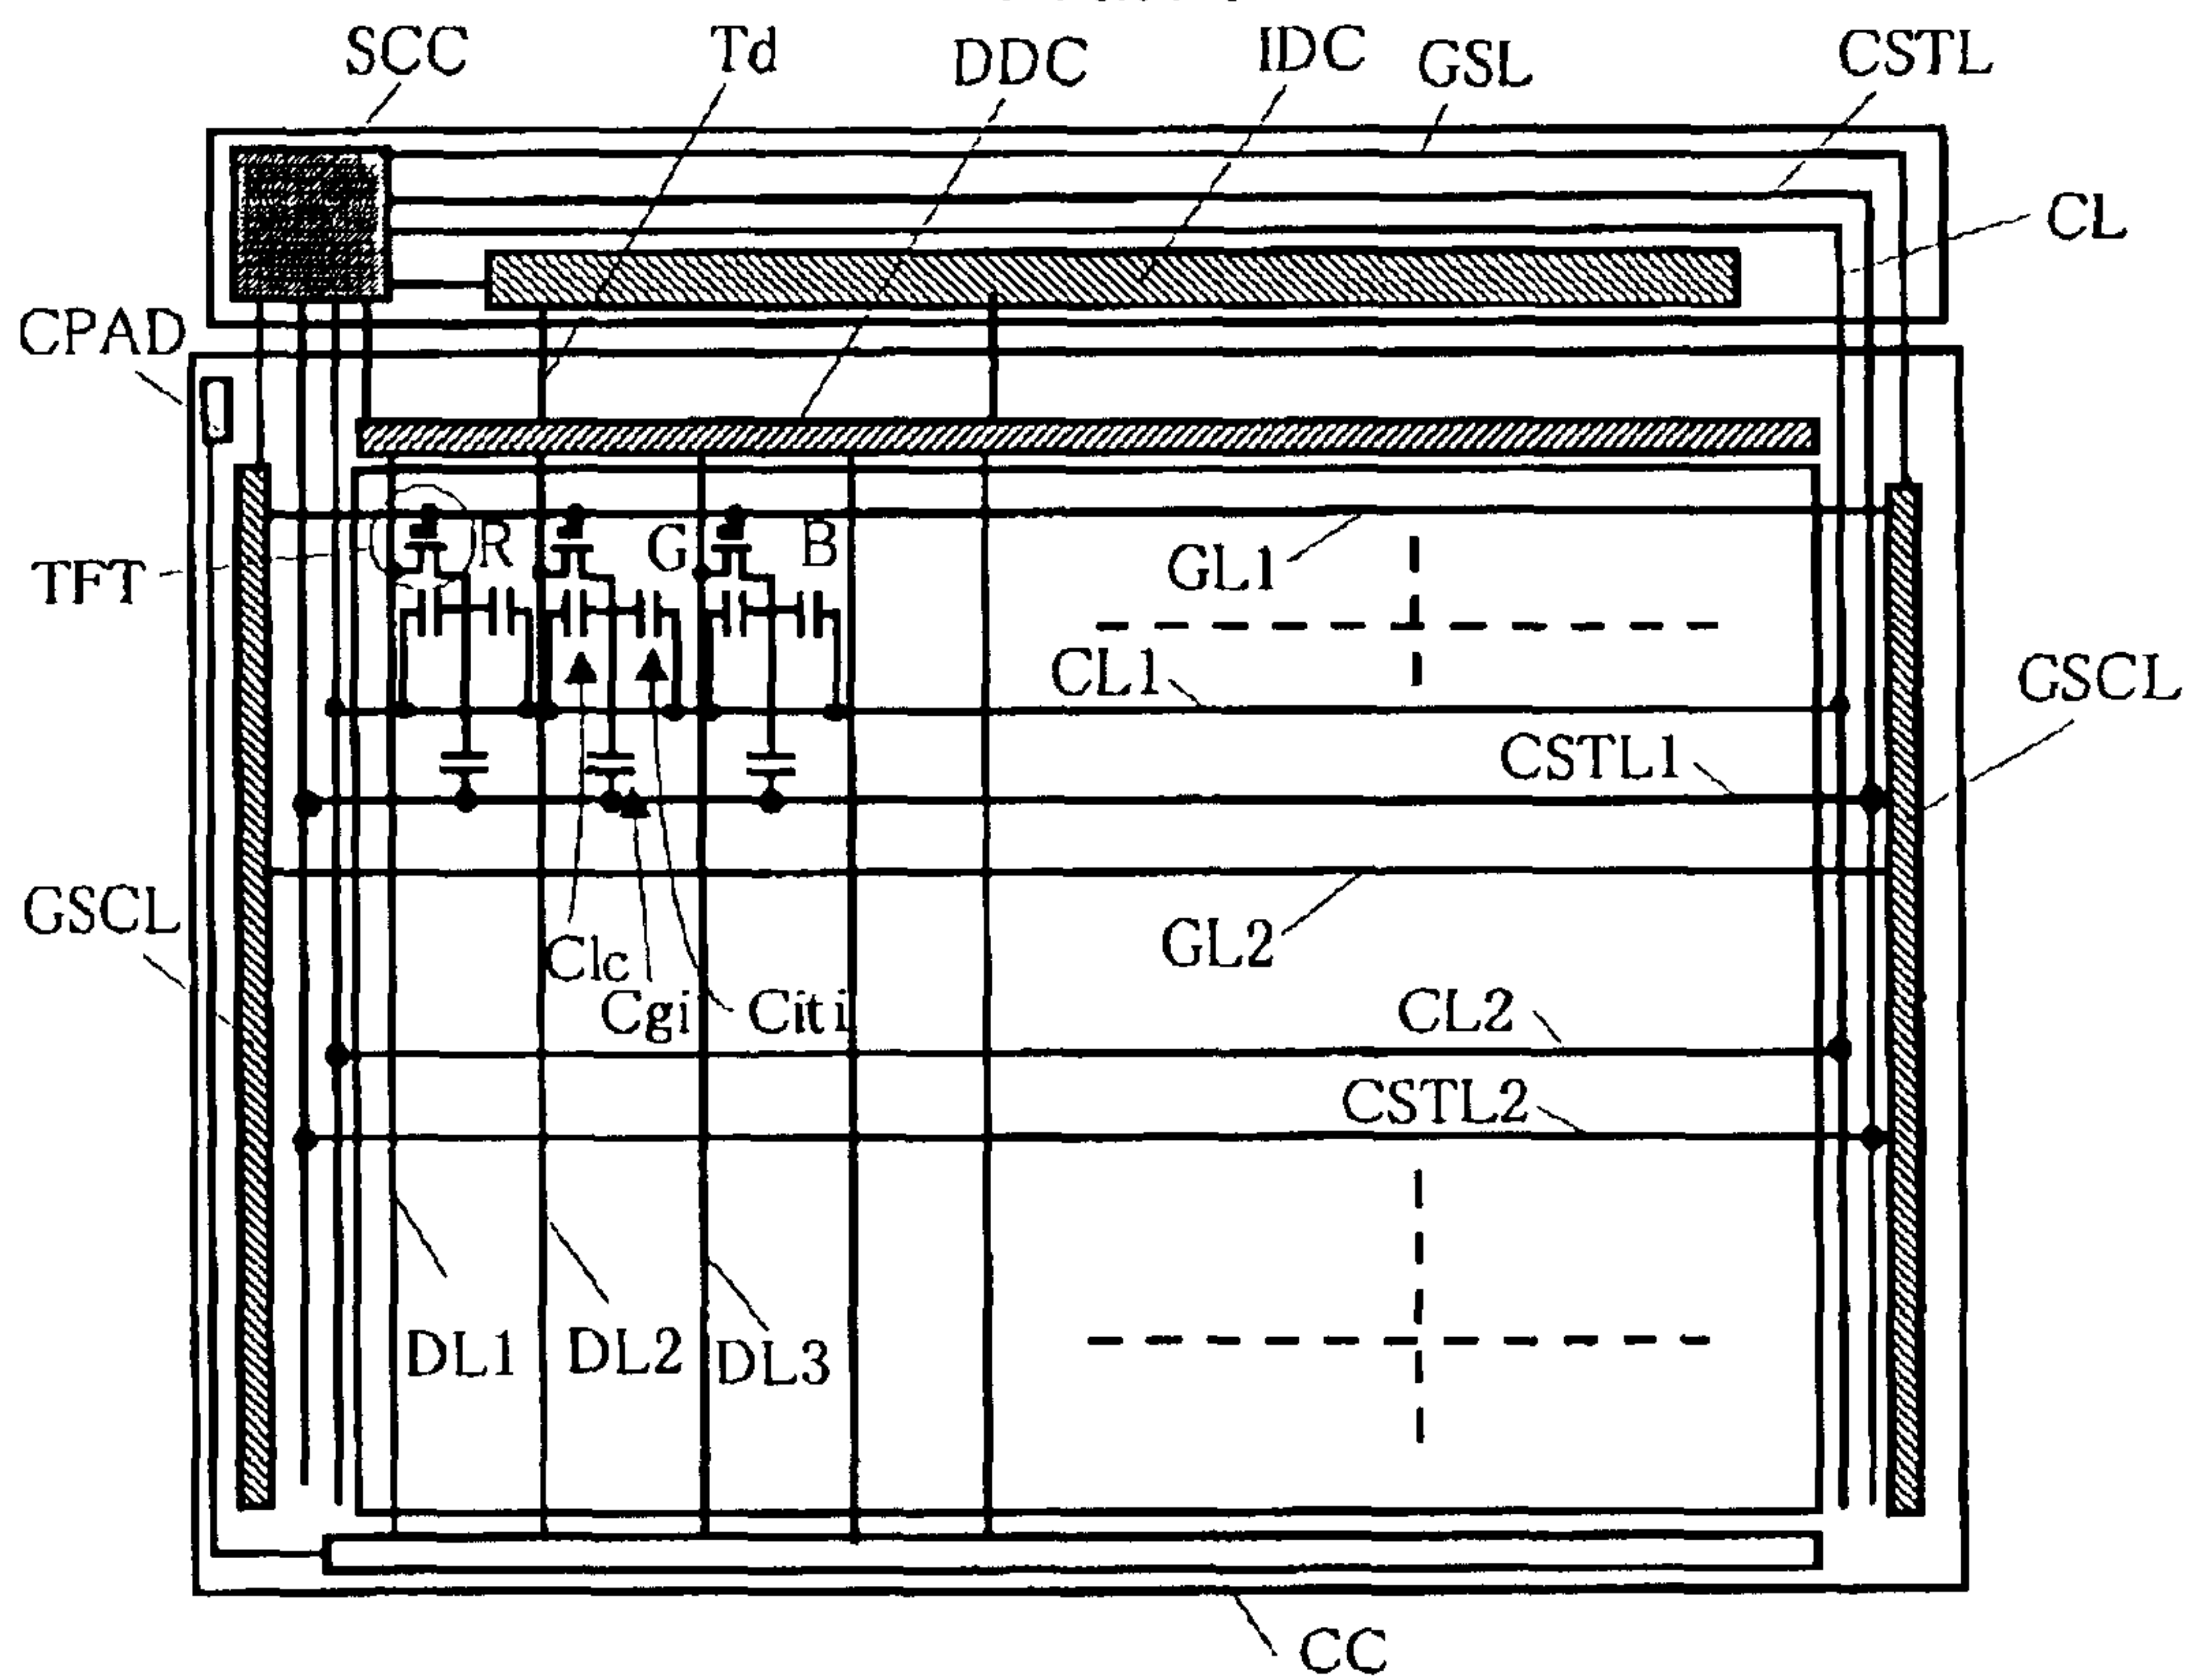 SCC Td DDC IDC GSL CSTL
CL
CPAD
TFT R G B
GL1
CL1
GSCL
CSTL1
GSCL
GL2
Clc
Cgi Citi
CL2
CSTL2
DL1 DL2 DL3
CC